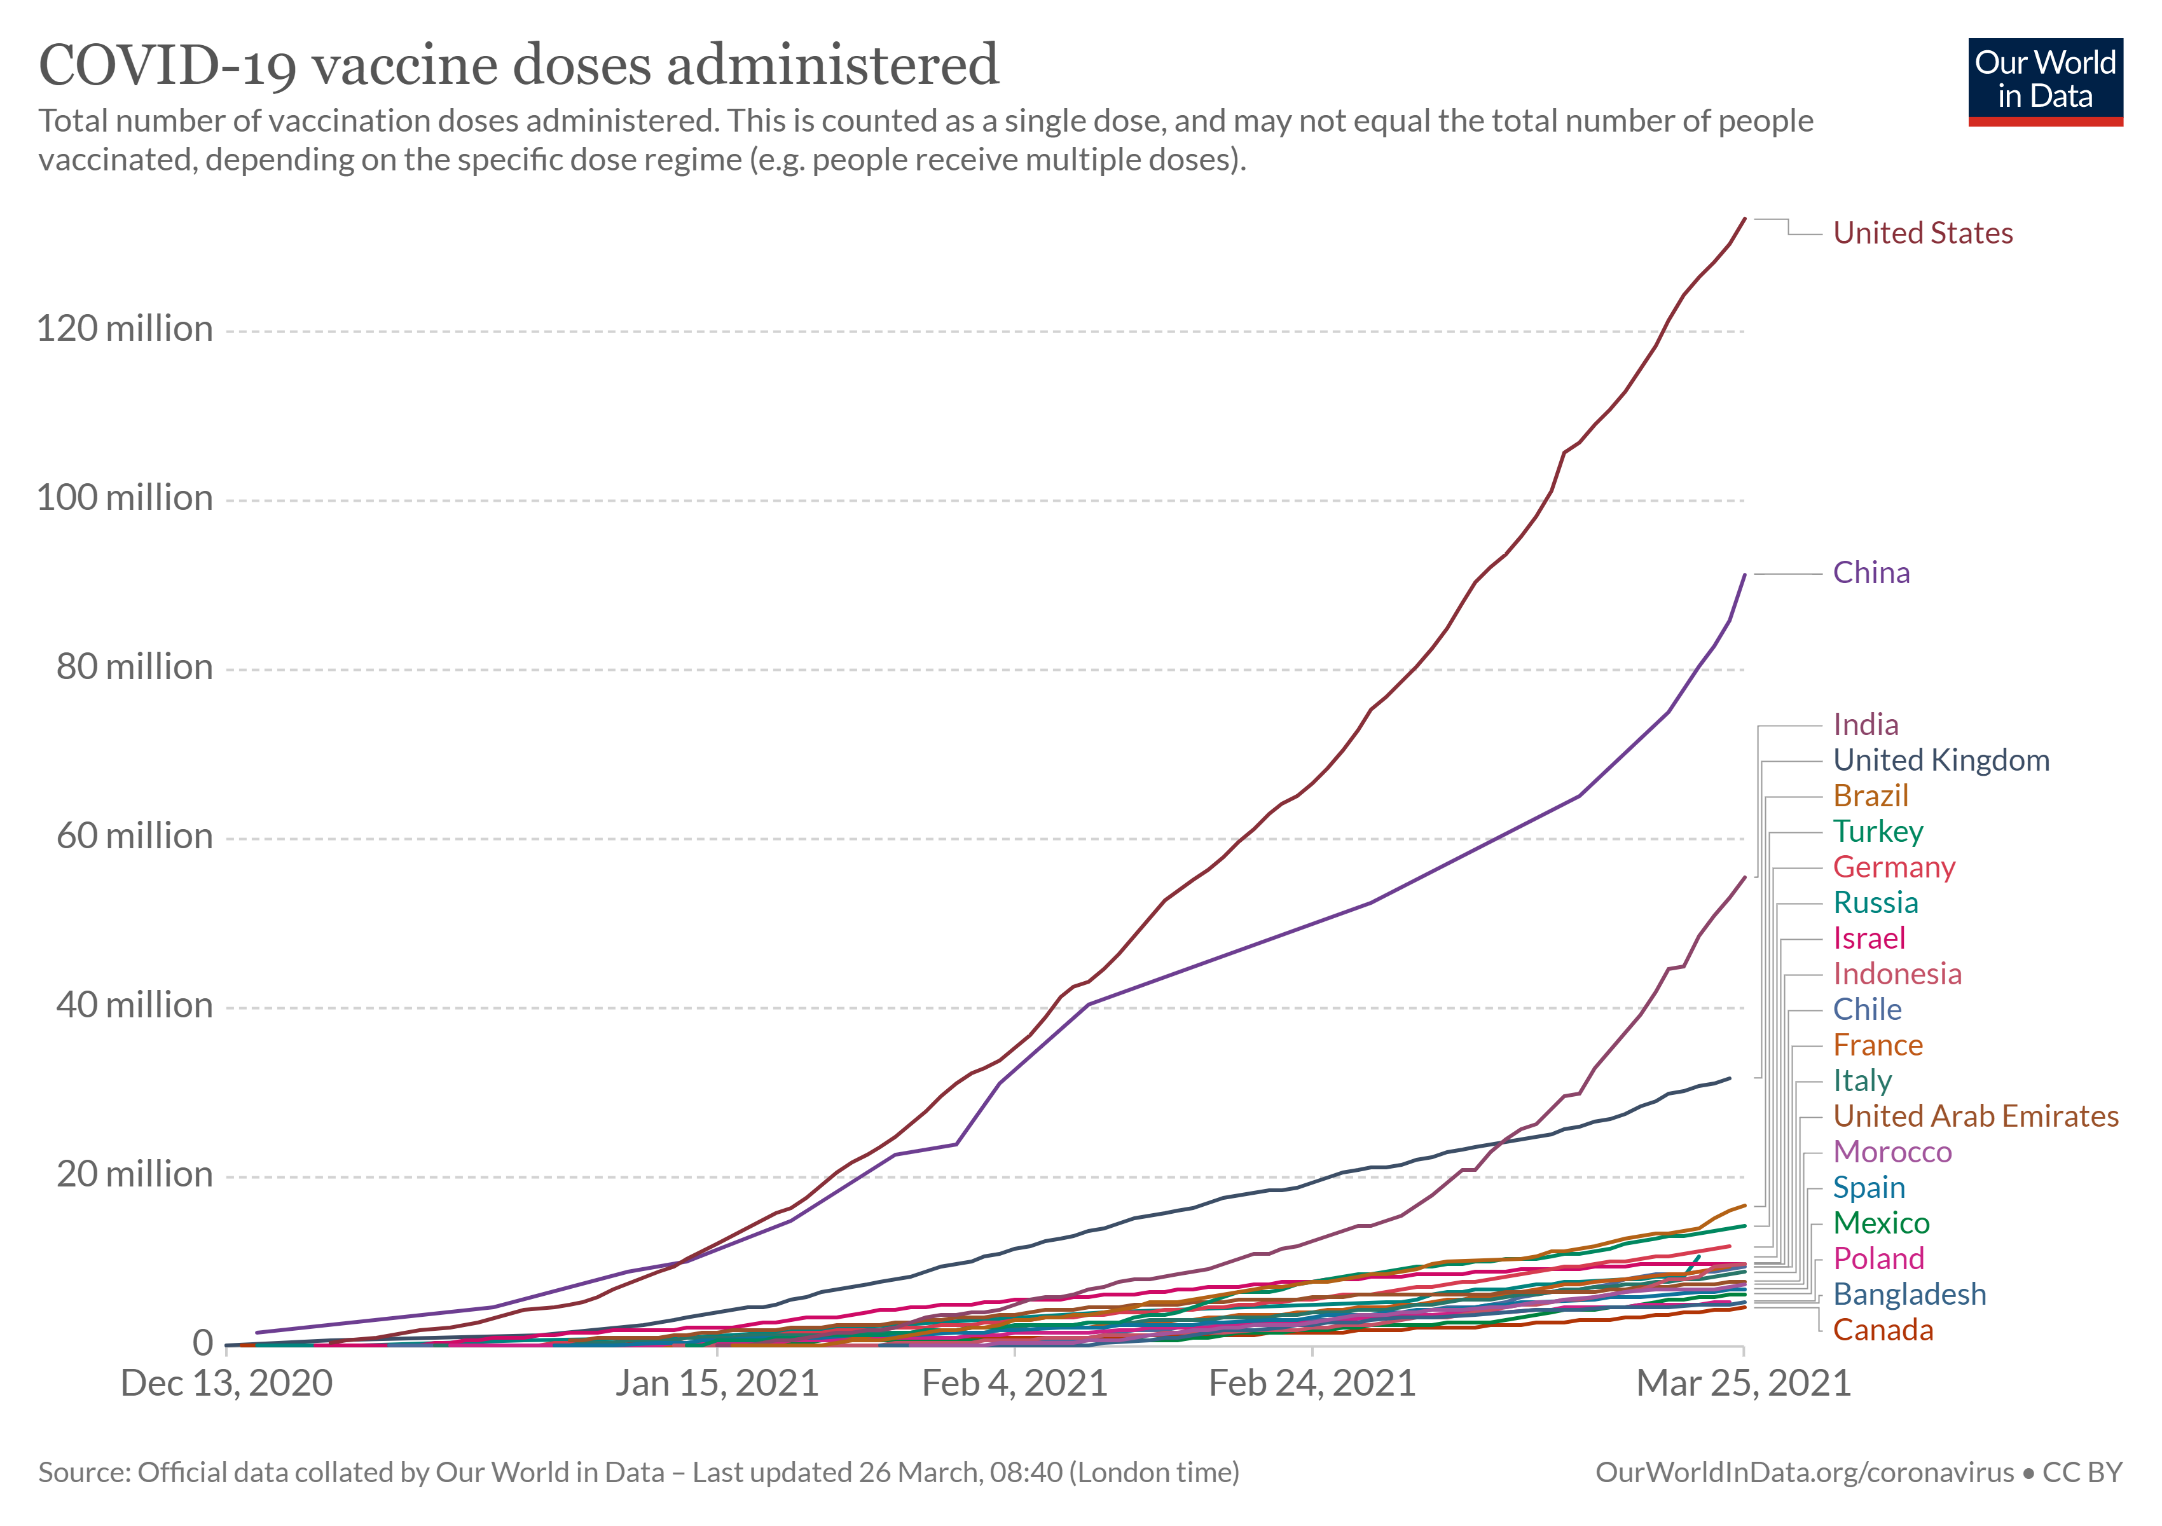 COVID-19 vaccine doses administered
Total number of vaccination doses administered. This is counted as a single dose, and may not equal the total number of people
vaccinated, depending on the specific dose regime (e.g. people receive multiple doses).
Our World
in Data
120 million
100 million
80 million
60 million
40 million
20 million
0
United States
China
India
United Kingdom
Brazil
Turkey
Germany
Russia
Israel
Indonesia
Chile
France
Italy
United Arab Emirates
Morocco
Spain
Mexico
Poland
Bangladesh
Canada
Dec 13, 2020
Jan 15, 2021
Feb 4, 2021
Feb 24, 2021
Mar 25, 2021
Source: Official data collated by Our World in Data – Last updated 26 March, 08:40 (London time)
OurWorldInData.org/coronavirus • CC BY